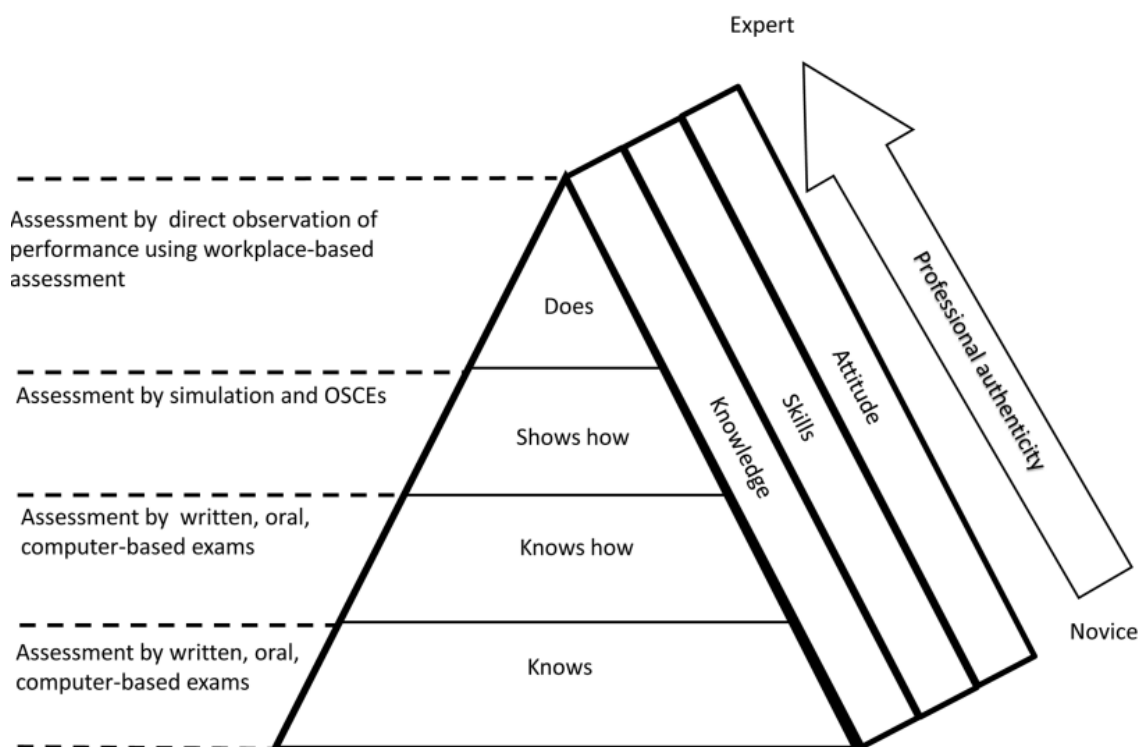 Expert
Assessment by direct observation of
performance using workplace-based
assessment
Does
Professional authenticity
Assessment by simulation and OSCEs
Attitude
Skills
Knowledge
Shows how
Assessment by written, oral,
computer-based exams
Knows how
Novice
Assessment by written, oral,
computer-based exams
Knows